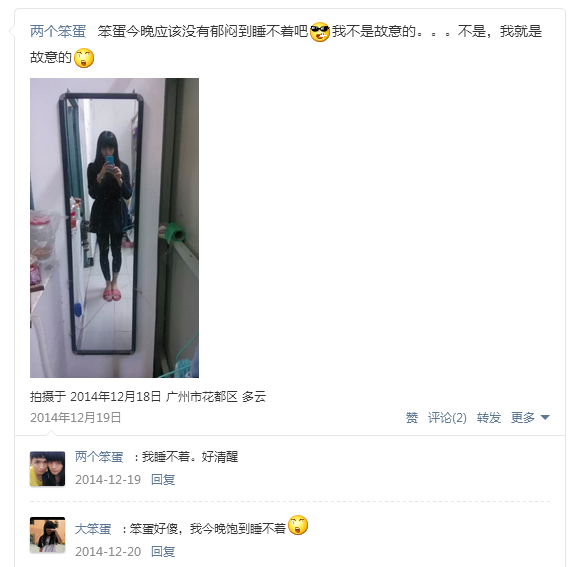 两个笨蛋 笨蛋今晚应该没有郁闷到睡不着吧我不是故意的。。。不是，我就是
故意的
拍摄于 2014年12月18日 广州市花都区 多云
2014年12月19日 赞 评论(2) 转发 更多
两个笨蛋 ：我睡不着。好清醒
2014-12-19 回复
大笨蛋 ：笨蛋好傻，我今晚饱到睡不着
2014-12-20 回复